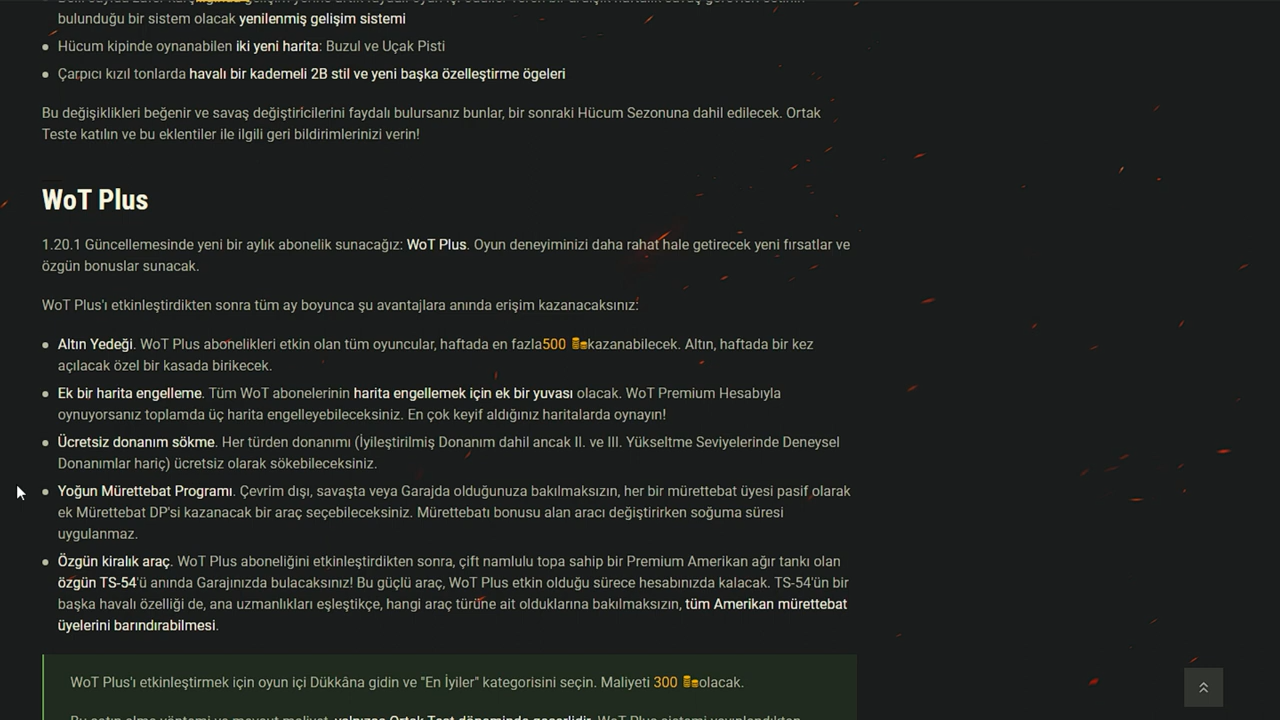 bulunduğu bir sistem olacak yenilenmiş gelişim sistemi
Hücum kipinde oynanabilen iki yeni harita: Buzul ve Uçak Pisti
Çarpıcı kızıl tonlarda havalı bir kademeli 2B stil ve yeni başka özelleştirme ögeleri
Bu değişiklikleri beğenir ve savaş değiştiricilerini faydalı bulursanız bunlar, bir sonraki Hücum Sezonuna dahil edilecek. Ortak
Teste katılın ve bu eklentiler ile ilgili geri bildirimlerinizi verin!
WoT Plus
1.20.1 Güncellemesinde yeni bir aylık abonelik sunacağız: WoT Plus. Oyun deneyiminizi daha rahat hale getirecek yeni fırsatlar ve
özgün bonuslar sunacak.
WoT Plus'ı etkinleştirdikten sonra tüm ay boyunca şu avantajlara anında erişim kazanacaksınız:
Altın Yedeği. WoT Plus abonelikleri etkin olan tüm oyuncular, haftada en fazla500 kazanabilecek. Altın, haftada bir kez
açılacak özel bir kasada birikecek.
Ek bir harita engelleme. Tüm WoT abonelerinin harita engellemek için ek bir yuvası olacak. WoT Premium Hesabıyla
oynuyorsanız toplamda üç harita engelleyebileceksiniz. En çok keyif aldığınız haritalarda oynayın!
Ücretsiz donanım sökme. Her türden donanımı (İyileştirilmiş Donanım dahil ancak II. ve III. Yükseltme Seviyelerinde Deneysel
Donanımlar hariç) ücretsiz olarak sökebileceksiniz.
Yoğun Mürettebat Programı. Çevrim dışı, savaşta veya Garajda olduğunuza bakılmaksızın, her bir mürettebat üyesi pasif olarak
ek Mürettebat DP'si kazanacak bir araç seçebileceksiniz. Mürettebatı bonusu alan aracı değiştirirken soğuma süresi
uygulanmaz.
Özgün kiralık araç. WoT Plus aboneliğini etkinleştirdikten sonra, çift namlulu topa sahip bir Premium Amerikan ağır tankı olan
özgün TS-54'ü anında Garajınızda bulacaksınız! Bu güçlü araç, WoT Plus etkin olduğu sürece hesabınızda kalacak. TS-54'ün bir
başka havalı özelliği de, ana uzmanlıkları eşleştikçe, hangi araç türüne ait olduklarına bakılmaksızın, tüm Amerikan mürettebat
üyelerini barındırabilmesi.
WoT Plus'ı etkinleştirmek için oyun içi Dükkâna gidin ve "En İyiler" kategorisini seçin. Maliyeti 300 olacak.